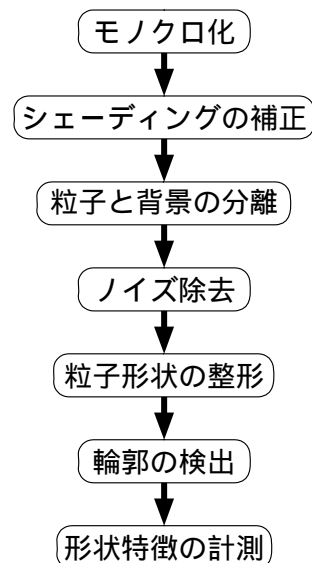 モノクロ化
シェーディングの補正
粒子と背景の分離
ノイズ除去
粒子形状の整形
輪郭の検出
形状特徴の計測